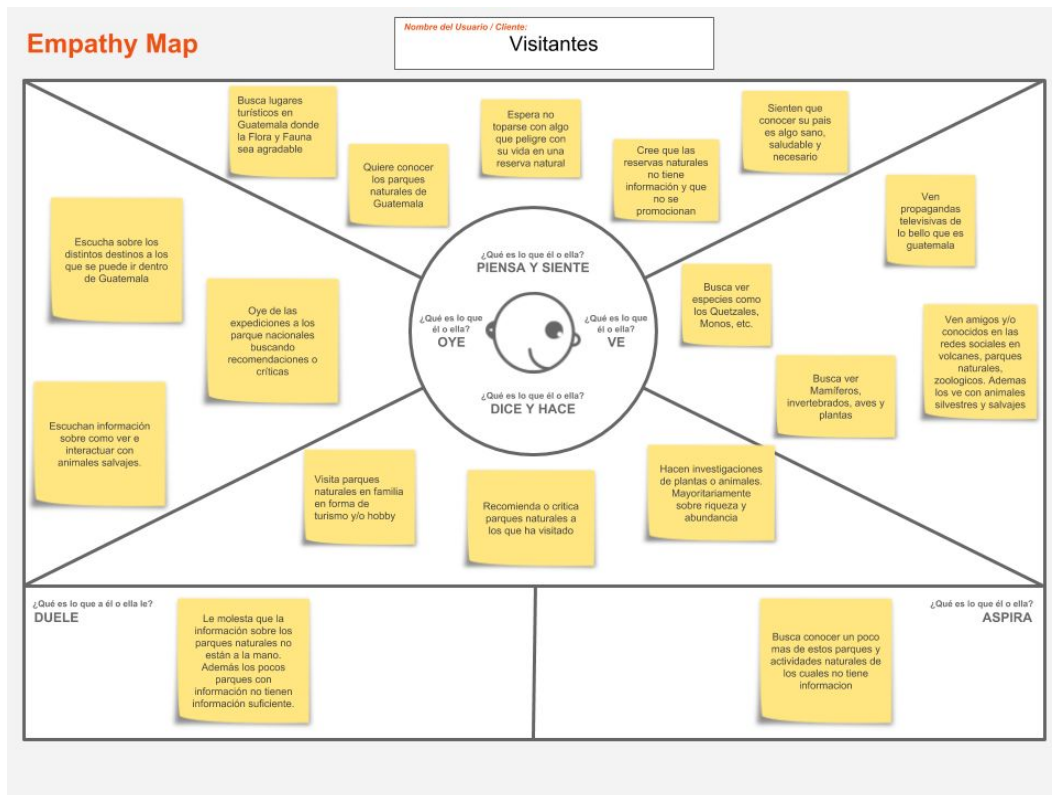 Empathy Map
Nombre del Usuario / Cliente:
Visitantes
Busca lugares
turísticos en
Guatemala donde
la Flora y Fauna
sea agradable
Quiere conocer
los parques
naturales de
Guatemala
Espera no
toparse con algo
que peligre con
su vida en una
reserva natural
Cree que las
reservas naturales
no tiene
información y que
no se
promocionan
Sienten que
conocer su pais
es algo sano,
saludable y
necesario
¿Qué es lo que él o ella?
PIENSA Y SIENTE
Escucha sobre los
distintos destinos a los
que se puede ir dentro
de Guatemala
Oye de las
expediciones a los
parque nacionales
buscando
recomendaciones o
críticas
Escuchan información
sobre como ver e
interactuar con
animales salvajes.
¿Qué es lo que
él o ella?
OYE
¿Qué es lo que
él o ella?
VE
Ven
propagandas
televisivas de
lo bello que es
guatemala
Busca ver
especies como
los Quetzales,
Monos, etc.
Busca ver
Mamíferos,
invertebrados, aves y
plantas
Ven amigos y/o
conocidos en las
redes sociales en
volcanes, parques
naturales,
zoologicos. Ademas
los ve con animales
silvestres y salvajes
¿Qué es lo que él o ella?
DICE Y HACE
Visita parques
naturales en familia
en forma de
turismo y/o hobby
Recomienda o critica
parques naturales a
los que ha visitado
Hacen investigaciones
de plantas o animales.
Mayoritariamente
sobre riqueza y
abundancia
¿Qué es lo que a él o ella le?
DUELE
Le molesta que la
información sobre los
parques naturales no
están a la mano.
Además los pocos
parques con
información no tienen
información suficiente.
¿Qué es lo que él o ella?
ASPIRA
Busca conocer un poco
mas de estos parques y
actividades naturales de
los cuales no tiene
informacion